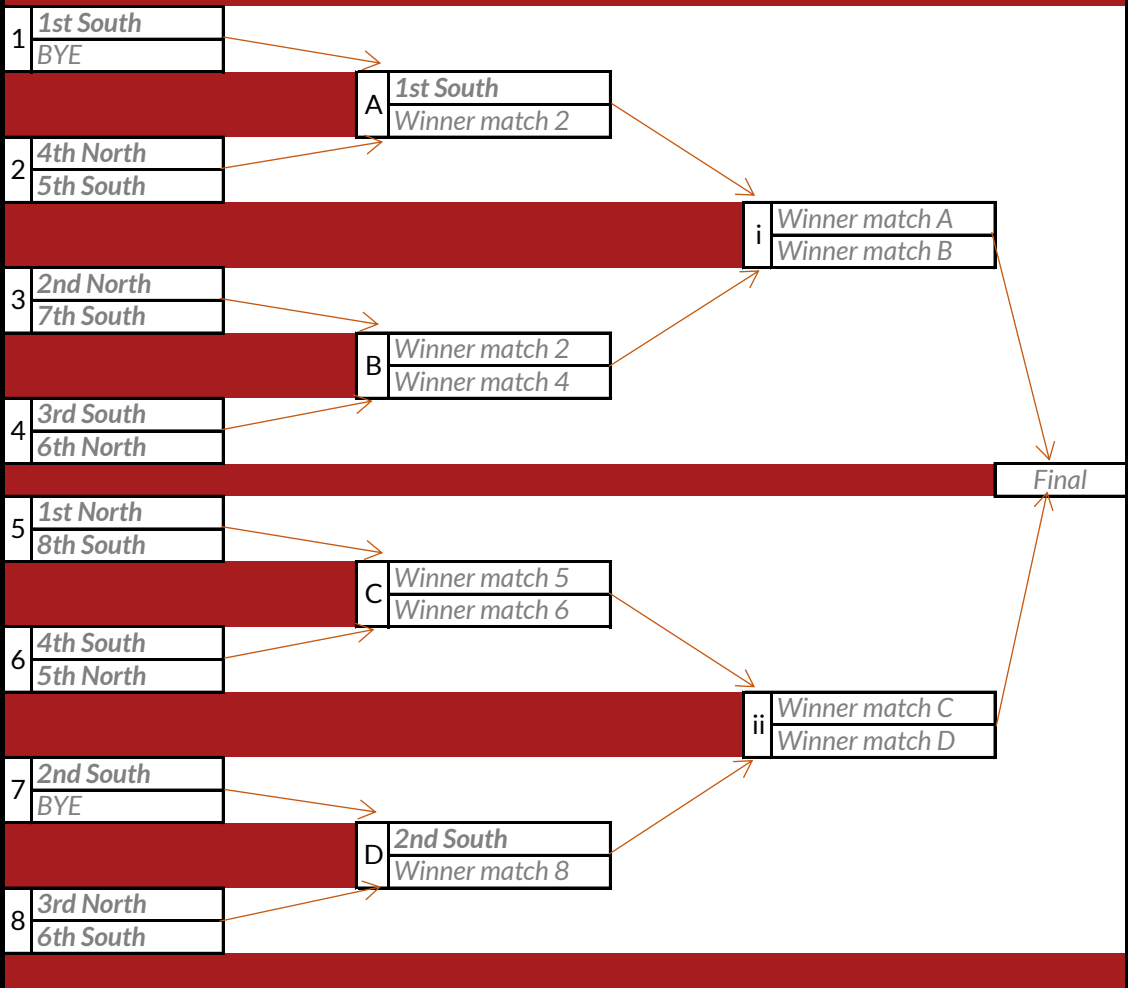 1
1st South
BYE
A
1st South
Winner match 2
2
4th North
5th South
i
Winner match A
Winner match B
3
2nd North
7th South
B
Winner match 2
Winner match 4
4
3rd South
6th North
Final
5
1st North
8th South
C
Winner match 5
Winner match 6
6
4th South
5th North
ii
Winner match C
Winner match D
7
2nd South
BYE
D
2nd South
Winner match 8
8
3rd North
6th South